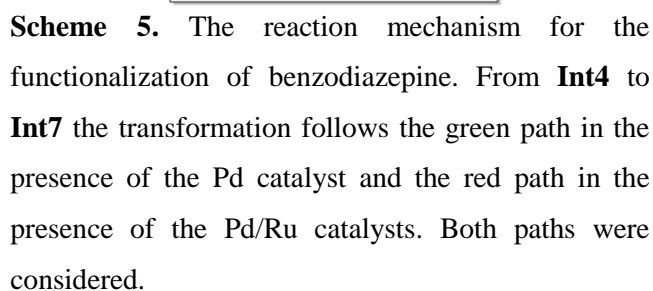 Scheme 5. The reaction mechanism for the
functionalization of benzodiazepine. From Int4 to
Int7 the transformation follows the green path in the
presence of the Pd catalyst and the red path in the
presence of the Pd/Ru catalysts. Both paths were
considered.